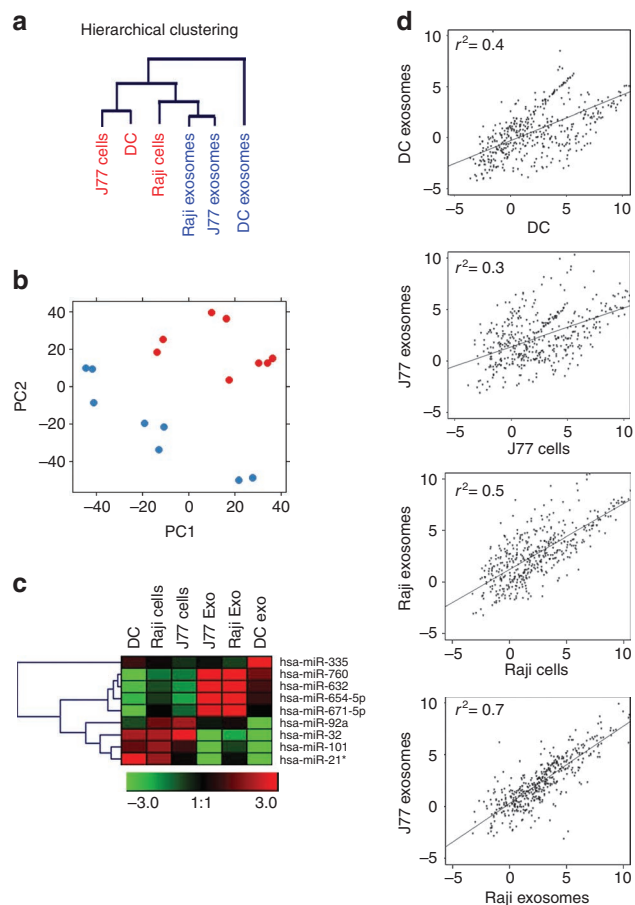 a
Hierarchical clustering
J77 cells
DC
Raji cells
Raji exosomes
J77 exosomes
DC exosomes
b
40
20
0
−20
−40
PC2
−40 −20 0 20 40
PC1
c
DC
Raji cells
J77 cells
J77 Exo
Raji Exo
DC exo
hsa-miR-335
hsa-miR-760
hsa-miR-632
hsa-miR-654-5p
hsa-miR-671-5p
hsa-miR-92a
hsa-miR-32
hsa-miR-101
hsa-miR-21*
−3.0 1:1 3.0
d
r² = 0.4
10
5
0
−5
DC exosomes
−5 0 5 10
DC
r² = 0.3
10
5
0
−5
J77 exosomes
−5 0 5 10
J77 cells
r² = 0.5
10
5
0
−5
Raji exosomes
−5 0 5 10
Raji cells
r² = 0.7
10
5
0
−5
J77 exosomes
−5 0 5 10
Raji exosomes